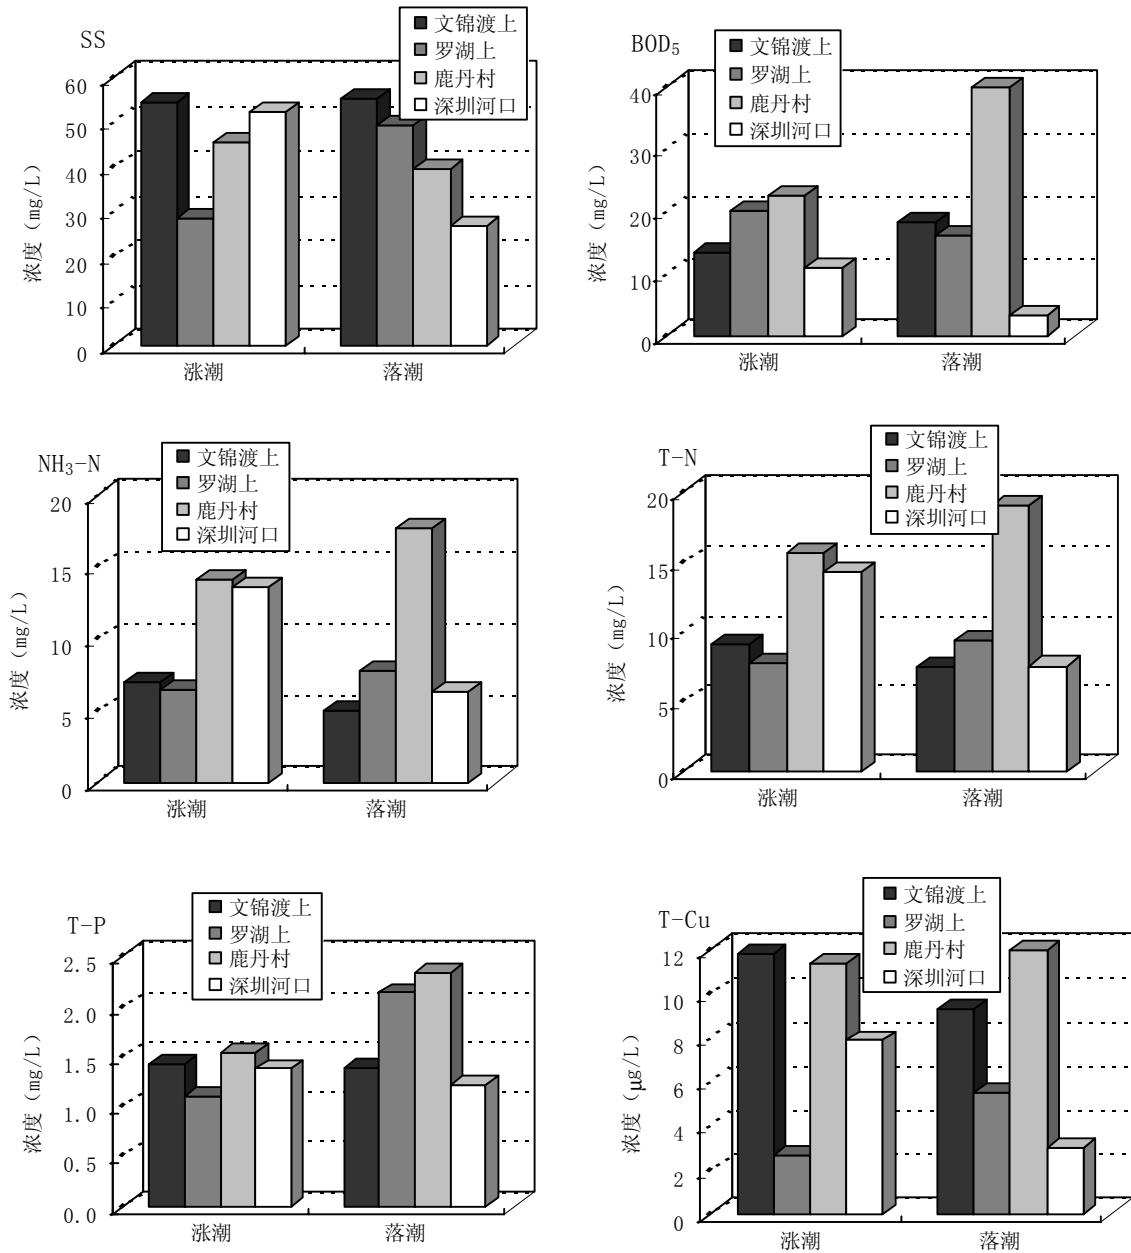 SS
文锦渡上
罗湖上
鹿丹村
深圳河口
浓度（mg/L）
60
50
40
30
20
10
0
涨潮
落潮
BOD₅
文锦渡上
罗湖上
鹿丹村
深圳河口
浓度（mg/L）
40
30
20
10
0
涨潮
落潮
NH₃-N
文锦渡上
罗湖上
鹿丹村
深圳河口
浓度（mg/L）
20
15
10
5
0
涨潮
落潮
T-N
文锦渡上
罗湖上
鹿丹村
深圳河口
浓度（mg/L）
20
15
10
5
0
涨潮
落潮
T-P
文锦渡上
罗湖上
鹿丹村
深圳河口
浓度（mg/L）
2.5
2.0
1.5
1.0
0.5
0.0
涨潮
落潮
T-Cu
文锦渡上
罗湖上
鹿丹村
深圳河口
浓度（μg/L）
12
10
8
6
4
2
0
涨潮
落潮